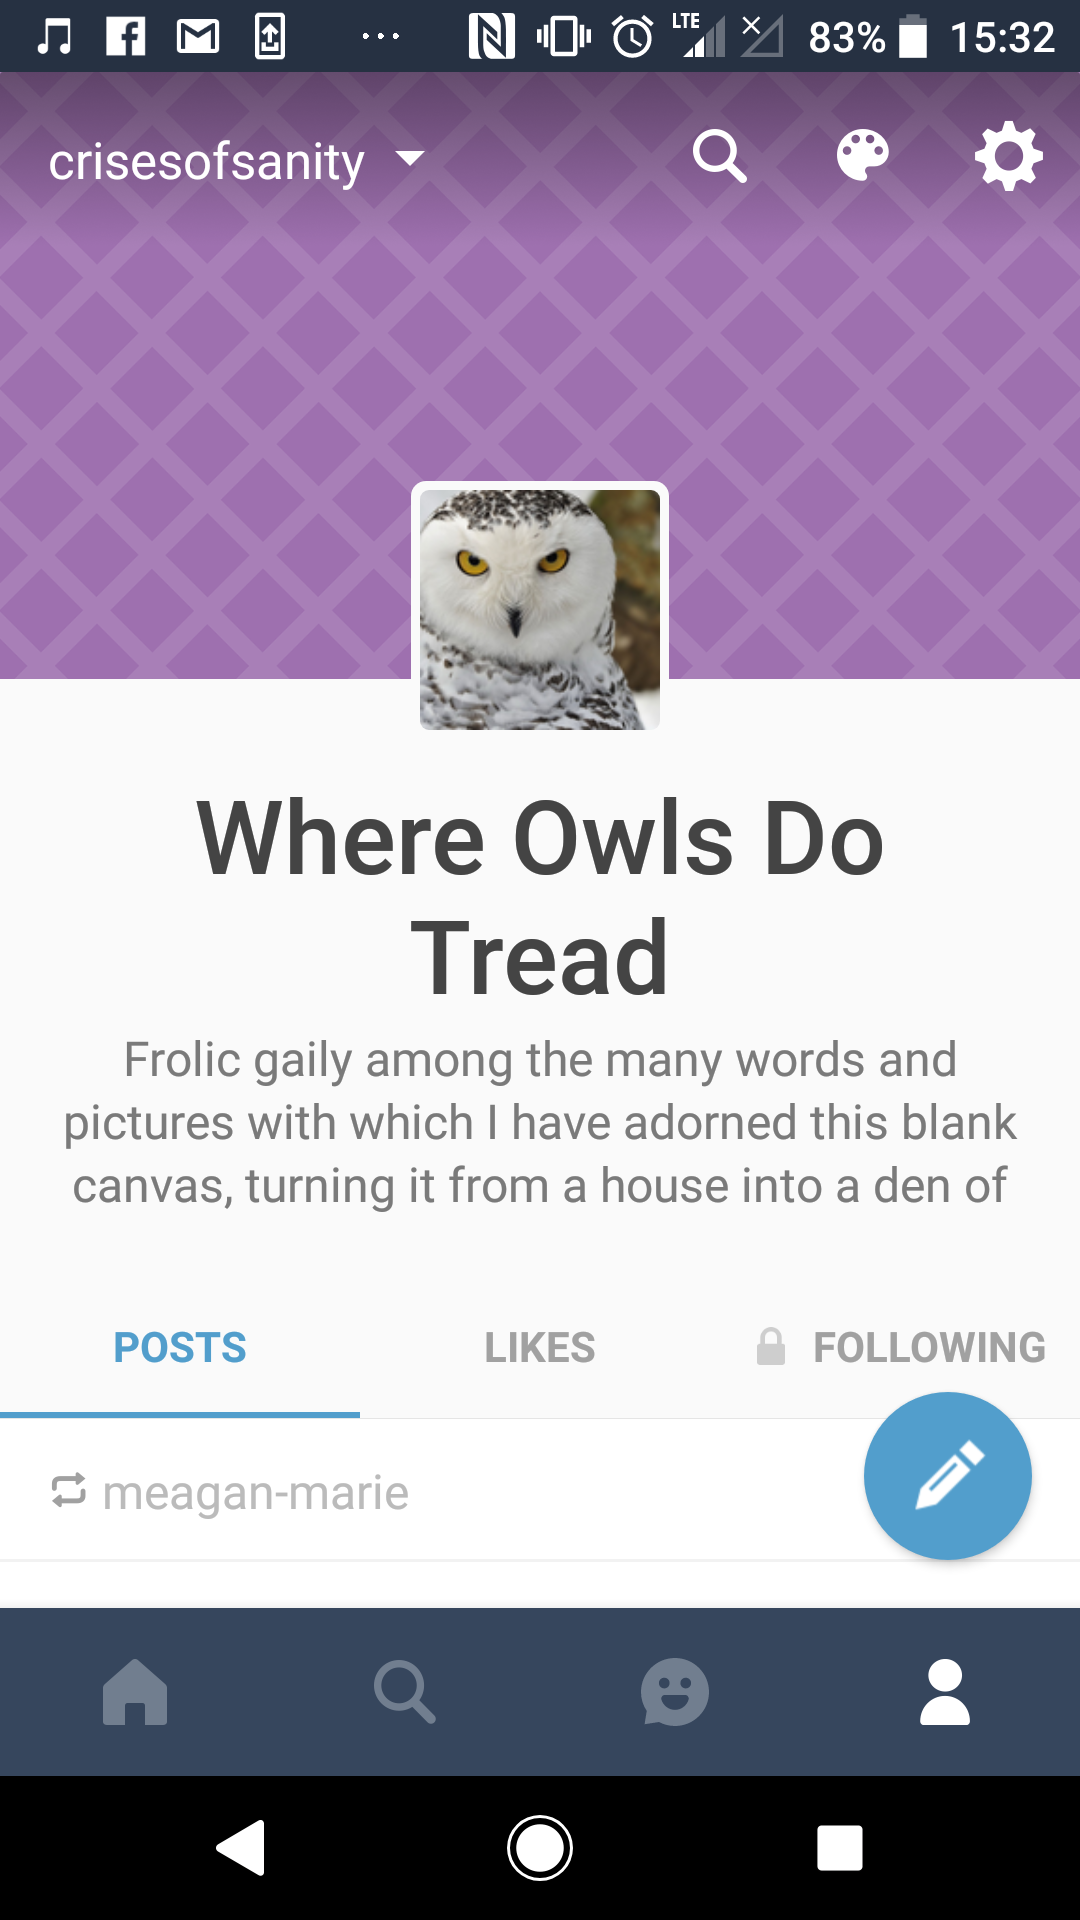 LTE 83% 15:32
crisesofsanity
Where Owls Do
Tread
Frolic gaily among the many words and
pictures with which I have adorned this blank
canvas, turning it from a house into a den of
POSTS LIKES FOLLOWING
meagan-marie